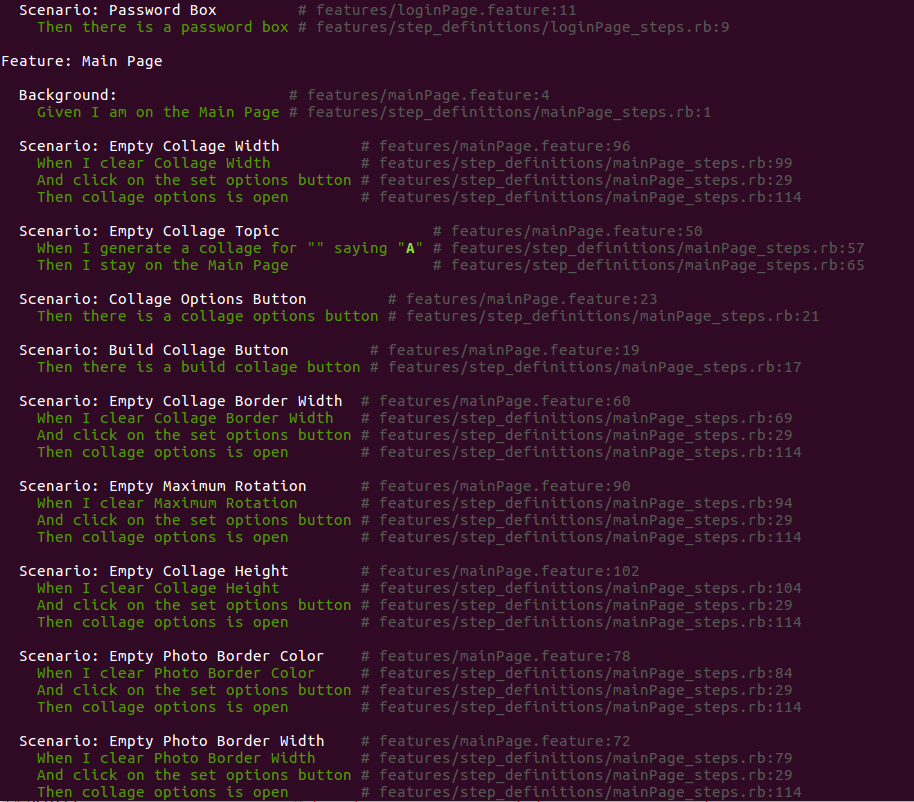 Scenario: Password Box # features/loginPage.feature:11
Then there is a password box # features/step_definitions/loginPage_steps.rb:9
Feature: Main Page
Background: # features/mainPage.feature:4
Given I am on the Main Page # features/step_definitions/mainPage_steps.rb:1
Scenario: Empty Collage Width # features/mainPage.feature:96
When I clear Collage Width # features/step_definitions/mainPage_steps.rb:99
And click on the set options button # features/step_definitions/mainPage_steps.rb:29
Then collage options is open # features/step_definitions/mainPage_steps.rb:114
Scenario: Empty Collage Topic # features/mainPage.feature:50
When I generate a collage for "" saying "A" # features/step_definitions/mainPage_steps.rb:57
Then I stay on the Main Page # features/step_definitions/mainPage_steps.rb:65
Scenario: Collage Options Button # features/mainPage.feature:23
Then there is a collage options button # features/step_definitions/mainPage_steps.rb:21
Scenario: Build Collage Button # features/mainPage.feature:19
Then there is a build collage button # features/step_definitions/mainPage_steps.rb:17
Scenario: Empty Collage Border Width # features/mainPage.feature:60
When I clear Collage Border Width # features/step_definitions/mainPage_steps.rb:69
And click on the set options button # features/step_definitions/mainPage_steps.rb:29
Then collage options is open # features/step_definitions/mainPage_steps.rb:114
Scenario: Empty Maximum Rotation # features/mainPage.feature:90
When I clear Maximum Rotation # features/step_definitions/mainPage_steps.rb:94
And click on the set options button # features/step_definitions/mainPage_steps.rb:29
Then collage options is open # features/step_definitions/mainPage_steps.rb:114
Scenario: Empty Collage Height # features/mainPage.feature:102
When I clear Collage Height # features/step_definitions/mainPage_steps.rb:104
And click on the set options button # features/step_definitions/mainPage_steps.rb:29
Then collage options is open # features/step_definitions/mainPage_steps.rb:114
Scenario: Empty Photo Border Color # features/mainPage.feature:78
When I clear Photo Border Color # features/step_definitions/mainPage_steps.rb:84
And click on the set options button # features/step_definitions/mainPage_steps.rb:29
Then collage options is open # features/step_definitions/mainPage_steps.rb:114
Scenario: Empty Photo Border Width # features/mainPage.feature:72
When I clear Photo Border Width # features/step_definitions/mainPage_steps.rb:79
And click on the set options button # features/step_definitions/mainPage_steps.rb:29
Then collage options is open # features/step_definitions/mainPage_steps.rb:114